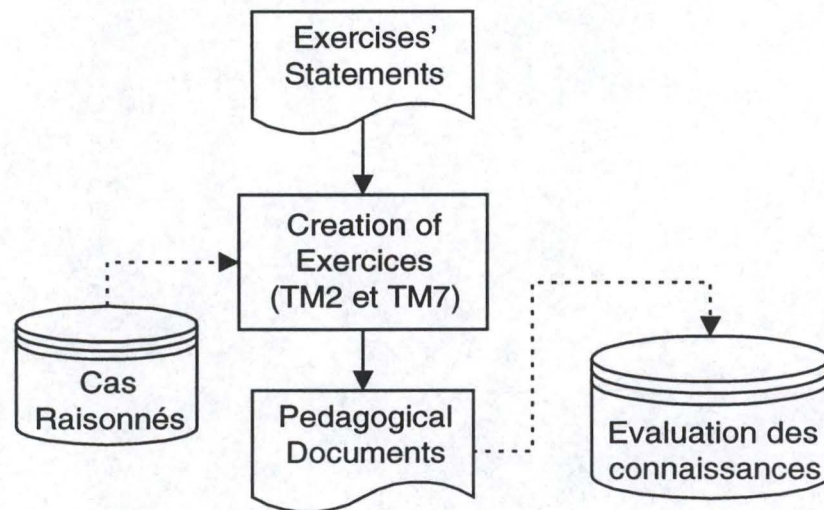 Exercises'
Statements
Creation of
Exercices
(TM2 et TM7)
Cas
Raisonnés
Pedagogical
Documents
Evaluation des
connaissances